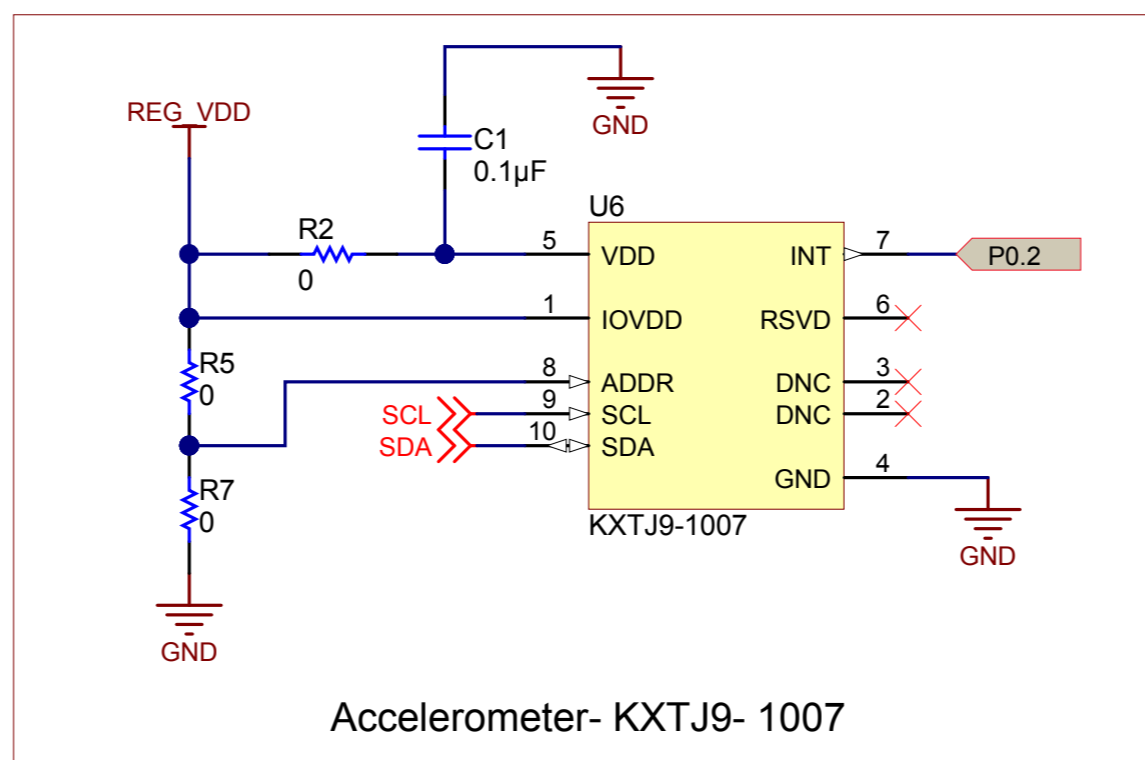 REG_VDD
GND
C1
0.1µF
R2
0
U6
5
VDD
INT
7
P0.2
1
IOVDD
RSVD
6
R5
0
8
ADDR
DNC
3
SCL
9
SCL
DNC
2
SDA
10
SDA
R7
0
GND
4
KXTJ9-1007
GND
GND
Accelerometer- KXTJ9- 1007